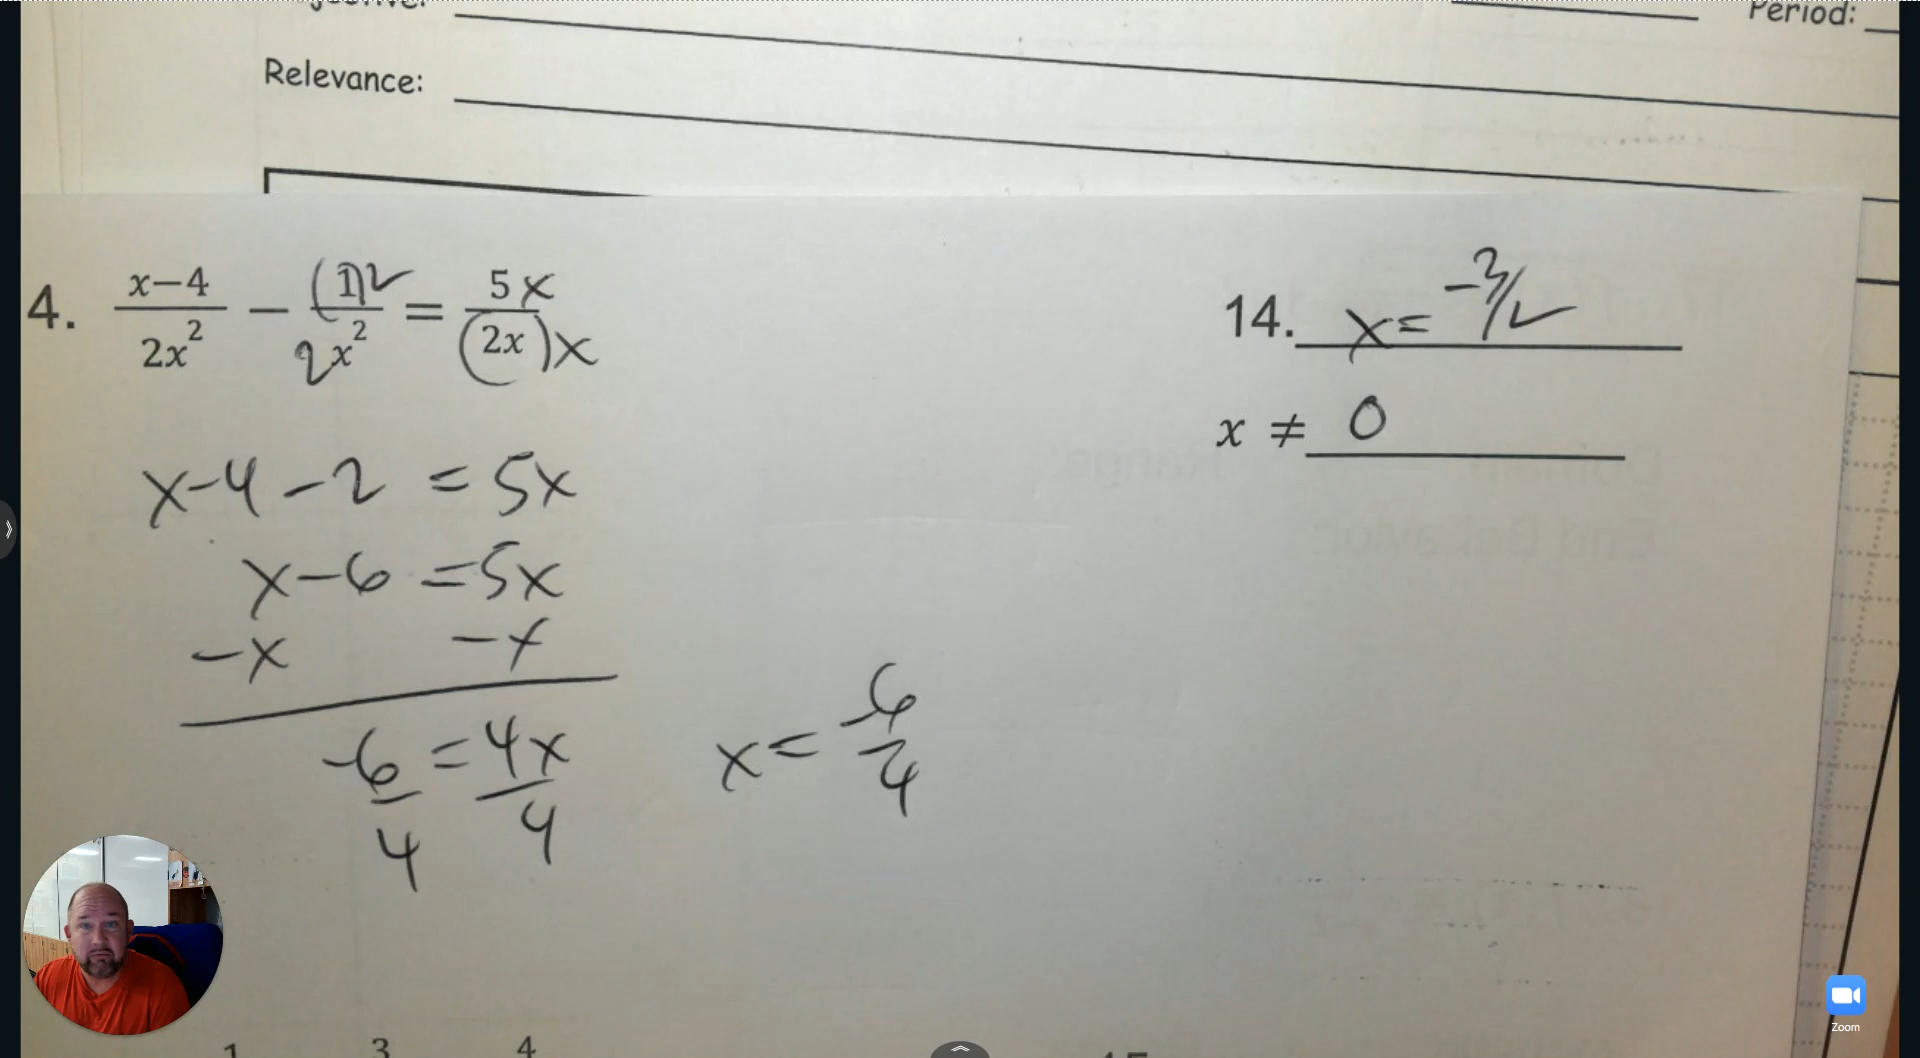 Period:
Relevance:
4. x-4/2x² - (1)2/2x² = 5x/(2x)x
14. x = -3/2
x ≠ 0
x-4-2 = 5x
x-6 = 5x
-x -x
-6/4 = 4x/4
x = -6/4
Zoom
1 3 4